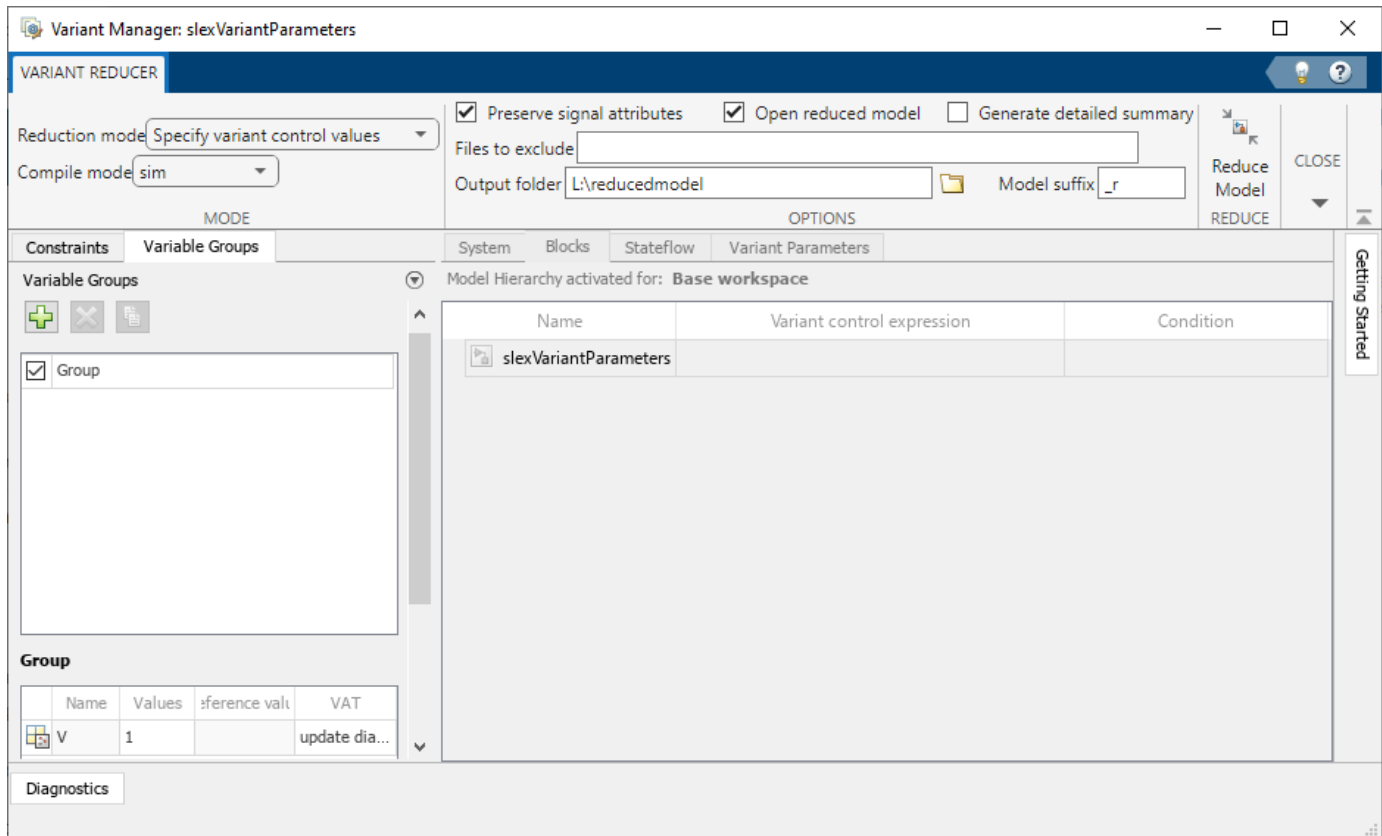 Variant Manager: slexVariantParameters
VARIANT REDUCER
Reduction mode Specify variant control values
Compile mode sim
MODE
Preserve signal attributes Open reduced model Generate detailed summary
Files to exclude
Output folder L:\reducedmodel Model suffix _r
OPTIONS
Reduce
Model
REDUCE
CLOSE
Constraints Variable Groups
Variable Groups
Group
Group
Name Values eference valu VAT
V 1 update dia...
System Blocks Stateflow Variant Parameters
Model Hierarchy activated for: Base workspace
Name Variant control expression Condition
slexVariantParameters
Getting Started
Diagnostics